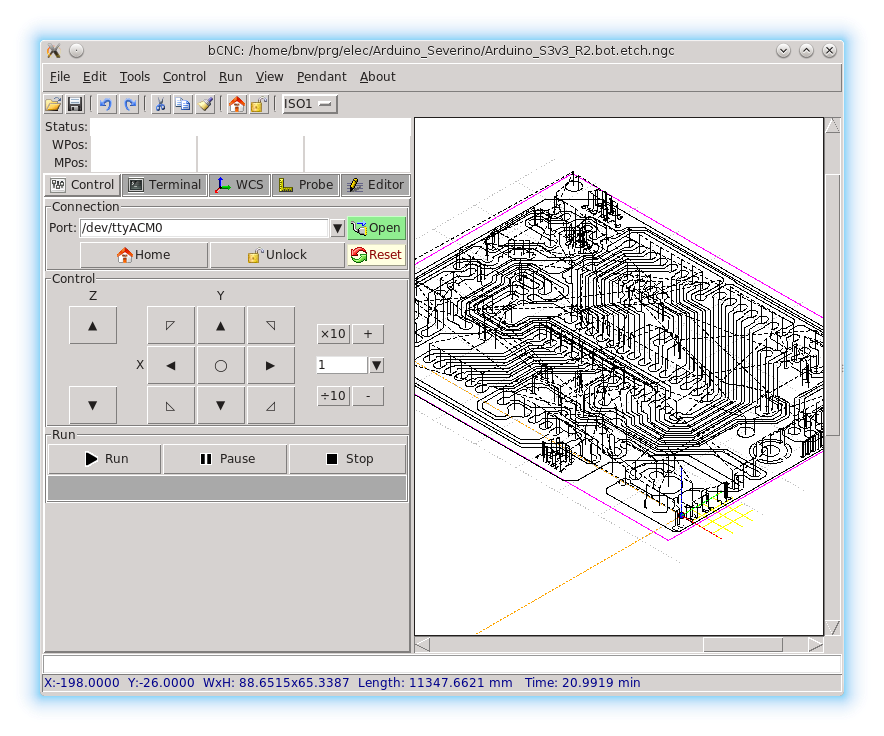 bCNC: /home/bnv/prg/elec/Arduino_Severino/Arduino_S3v3_R2.bot.etch.ngc
File Edit Tools Control Run View Pendant About
ISO1
Status:
WPos:
MPos:
Control Terminal WCS Probe Editor
Connection
Port: /dev/ttyACM0 Open
Home Unlock Reset
Control
Z Y
×10 +
X 1
÷10 -
Run
Run Pause Stop
X:-198.0000 Y:-26.0000 WxH: 88.6515x65.3387 Length: 11347.6621 mm Time: 20.9919 min